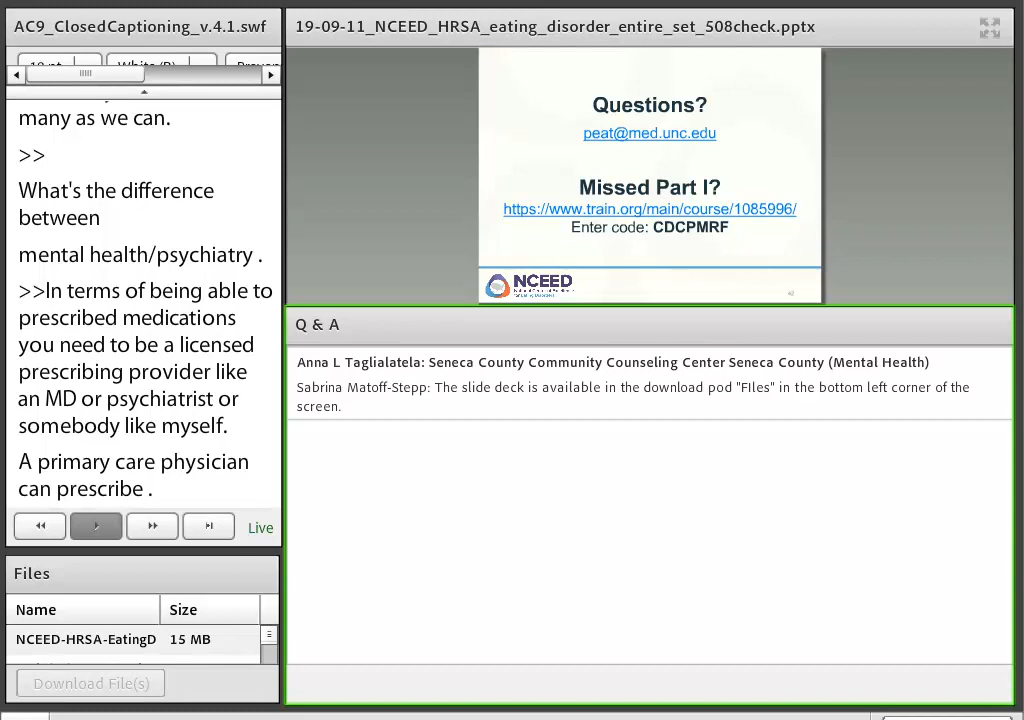 AC9_ClosedCaptioning_v.4.1.swf
many as we can.
>>
What's the difference
between
mental health/psychiatry .
>>In terms of being able to
prescribed medications
you need to be a licensed
prescribing provider like
an MD or psychiatrist or
somebody like myself.
A primary care physician
can prescribe .
Live
Files
Name Size
NCEED-HRSA-EatingD 15 MB
Download File(s)
19-09-11_NCEED_HRSA_eating_disorder_entire_set_508check.pptx
Questions?
peat@med.unc.edu
Missed Part I?
https://www.train.org/main/course/1085996/
Enter code: CDCPMRF
NCEED
Q & A
Anna L Taglialatela: Seneca County Community Counseling Center Seneca County (Mental Health)
Sabrina Matoff-Stepp: The slide deck is available in the download pod "FIles" in the bottom left corner of the
screen.